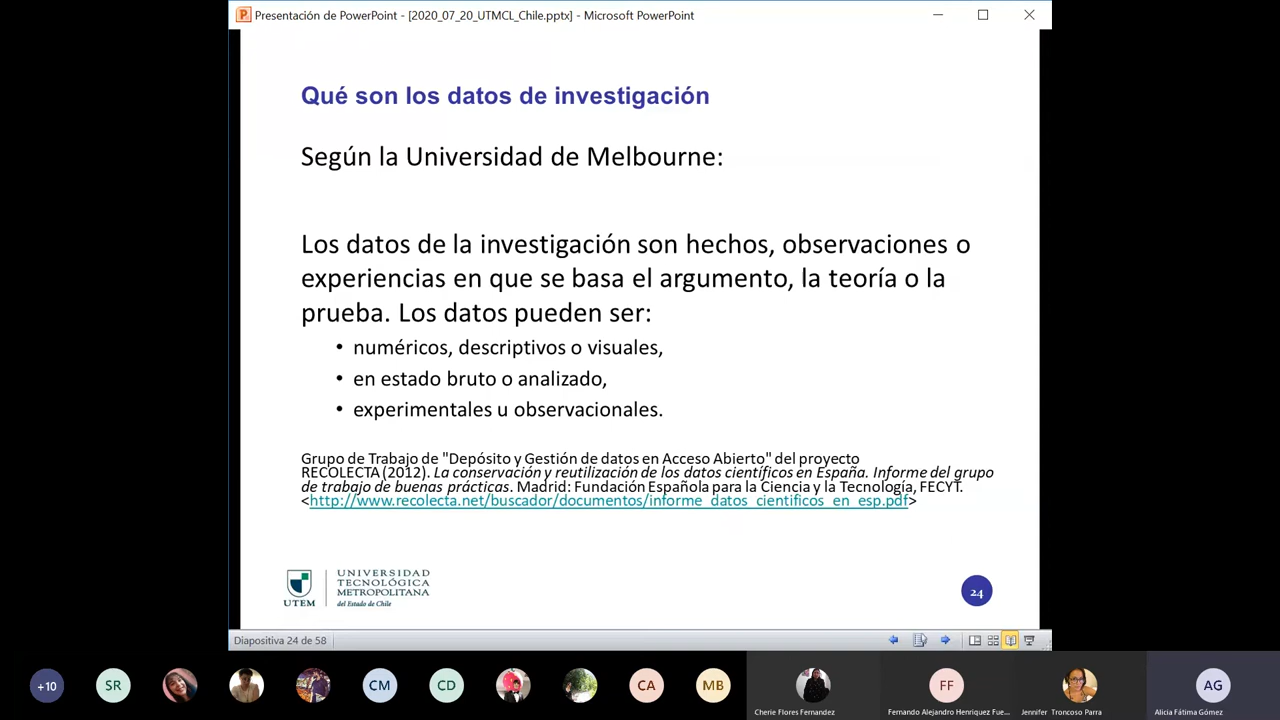 Presentación de PowerPoint - [2020_07_20_UTMCL_Chile.pptx] - Microsoft PowerPoint
Qué son los datos de investigación
Según la Universidad de Melbourne:
Los datos de la investigación son hechos, observaciones o
experiencias en que se basa el argumento, la teoría o la
prueba. Los datos pueden ser:
• numéricos, descriptivos o visuales,
• en estado bruto o analizado,
• experimentales u observacionales.
Grupo de Trabajo de "Depósito y Gestión de datos en Acceso Abierto" del proyecto
RECOLECTA (2012). La conservación y reutilización de los datos científicos en España. Informe del grupo
de trabajo de buenas prácticas. Madrid: Fundación Española para la Ciencia y la Tecnología, FECYT.
<http://www.recolecta.net/buscador/documentos/informe_datos_cientificos_en_esp.pdf>
UTEM
UNIVERSIDAD
TECNOLÓGICA
METROPOLITANA
del Estado de Chile
24
Diapositiva 24 de 58
+10 SR CM CD CA MB FF AG
Cherie Flores Fernandez Fernando Alejandro Henriquez Fue... Jennifer Troncoso Parra Alicia Fátima Gómez